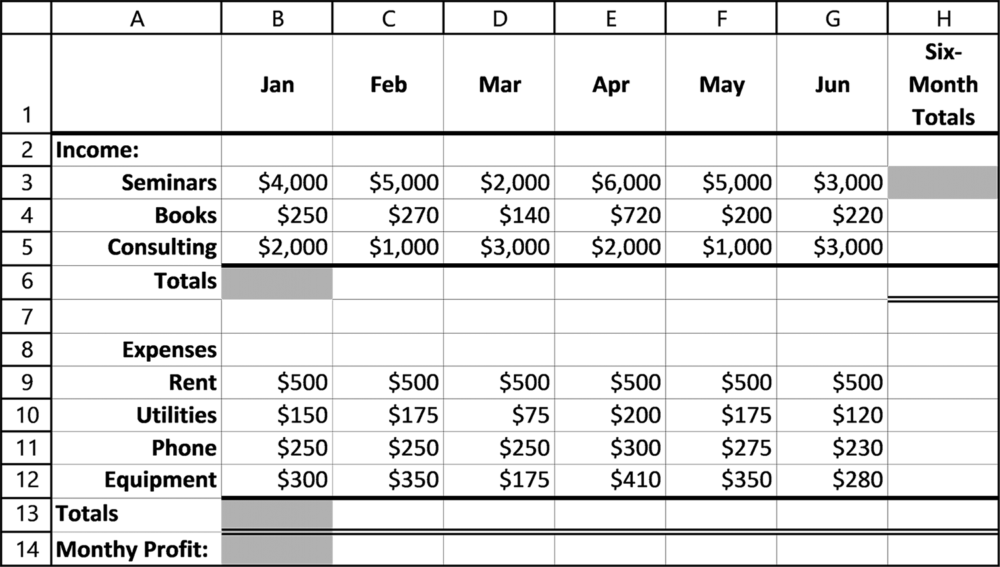 A B C D E F G H
1 Jan Feb Mar Apr May Jun Six-
Month
Totals
2 Income:
3 Seminars $4,000 $5,000 $2,000 $6,000 $5,000 $3,000
4 Books $250 $270 $140 $720 $200 $220
5 Consulting $2,000 $1,000 $3,000 $2,000 $1,000 $3,000
6 Totals
7
8 Expenses
9 Rent $500 $500 $500 $500 $500 $500
10 Utilities $150 $175 $75 $200 $175 $120
11 Phone $250 $250 $250 $300 $275 $230
12 Equipment $300 $350 $175 $410 $350 $280
13 Totals
14 Monthy Profit: